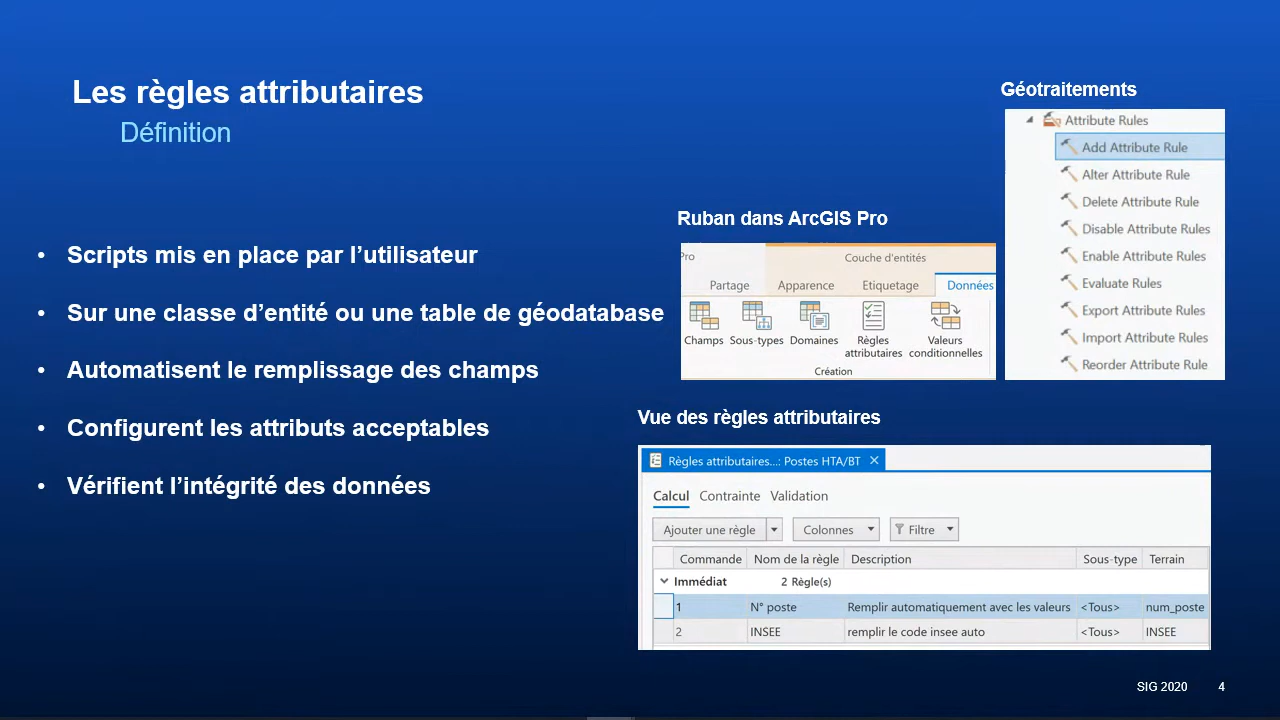 Les règles attributaires
Définition
• Scripts mis en place par l’utilisateur
• Sur une classe d’entité ou une table de géodatabase
• Automatisent le remplissage des champs
• Configurent les attributs acceptables
• Vérifient l’intégrité des données
Ruban dans ArcGIS Pro
Pro
Couche d'entités
Partage Apparence Etiquetage Données
Champs Sous-types Domaines Règles attributaires Valeurs conditionnelles
Création
Géotraitements
Attribute Rules
Add Attribute Rule
Alter Attribute Rule
Delete Attribute Rule
Disable Attribute Rules
Enable Attribute Rules
Evaluate Rules
Export Attribute Rules
Import Attribute Rules
Reorder Attribute Rule
Vue des règles attributaires
Règles attributaires...: Postes HTA/BT
Calcul Contrainte Validation
Ajouter une règle Colonnes Filtre
Commande Nom de la règle Description Sous-type Terrain
Immédiat 2 Règle(s)
1 N° poste Remplir automatiquement avec les valeurs <Tous> num_poste
2 INSEE remplir le code insee auto <Tous> INSEE
SIG 2020 4